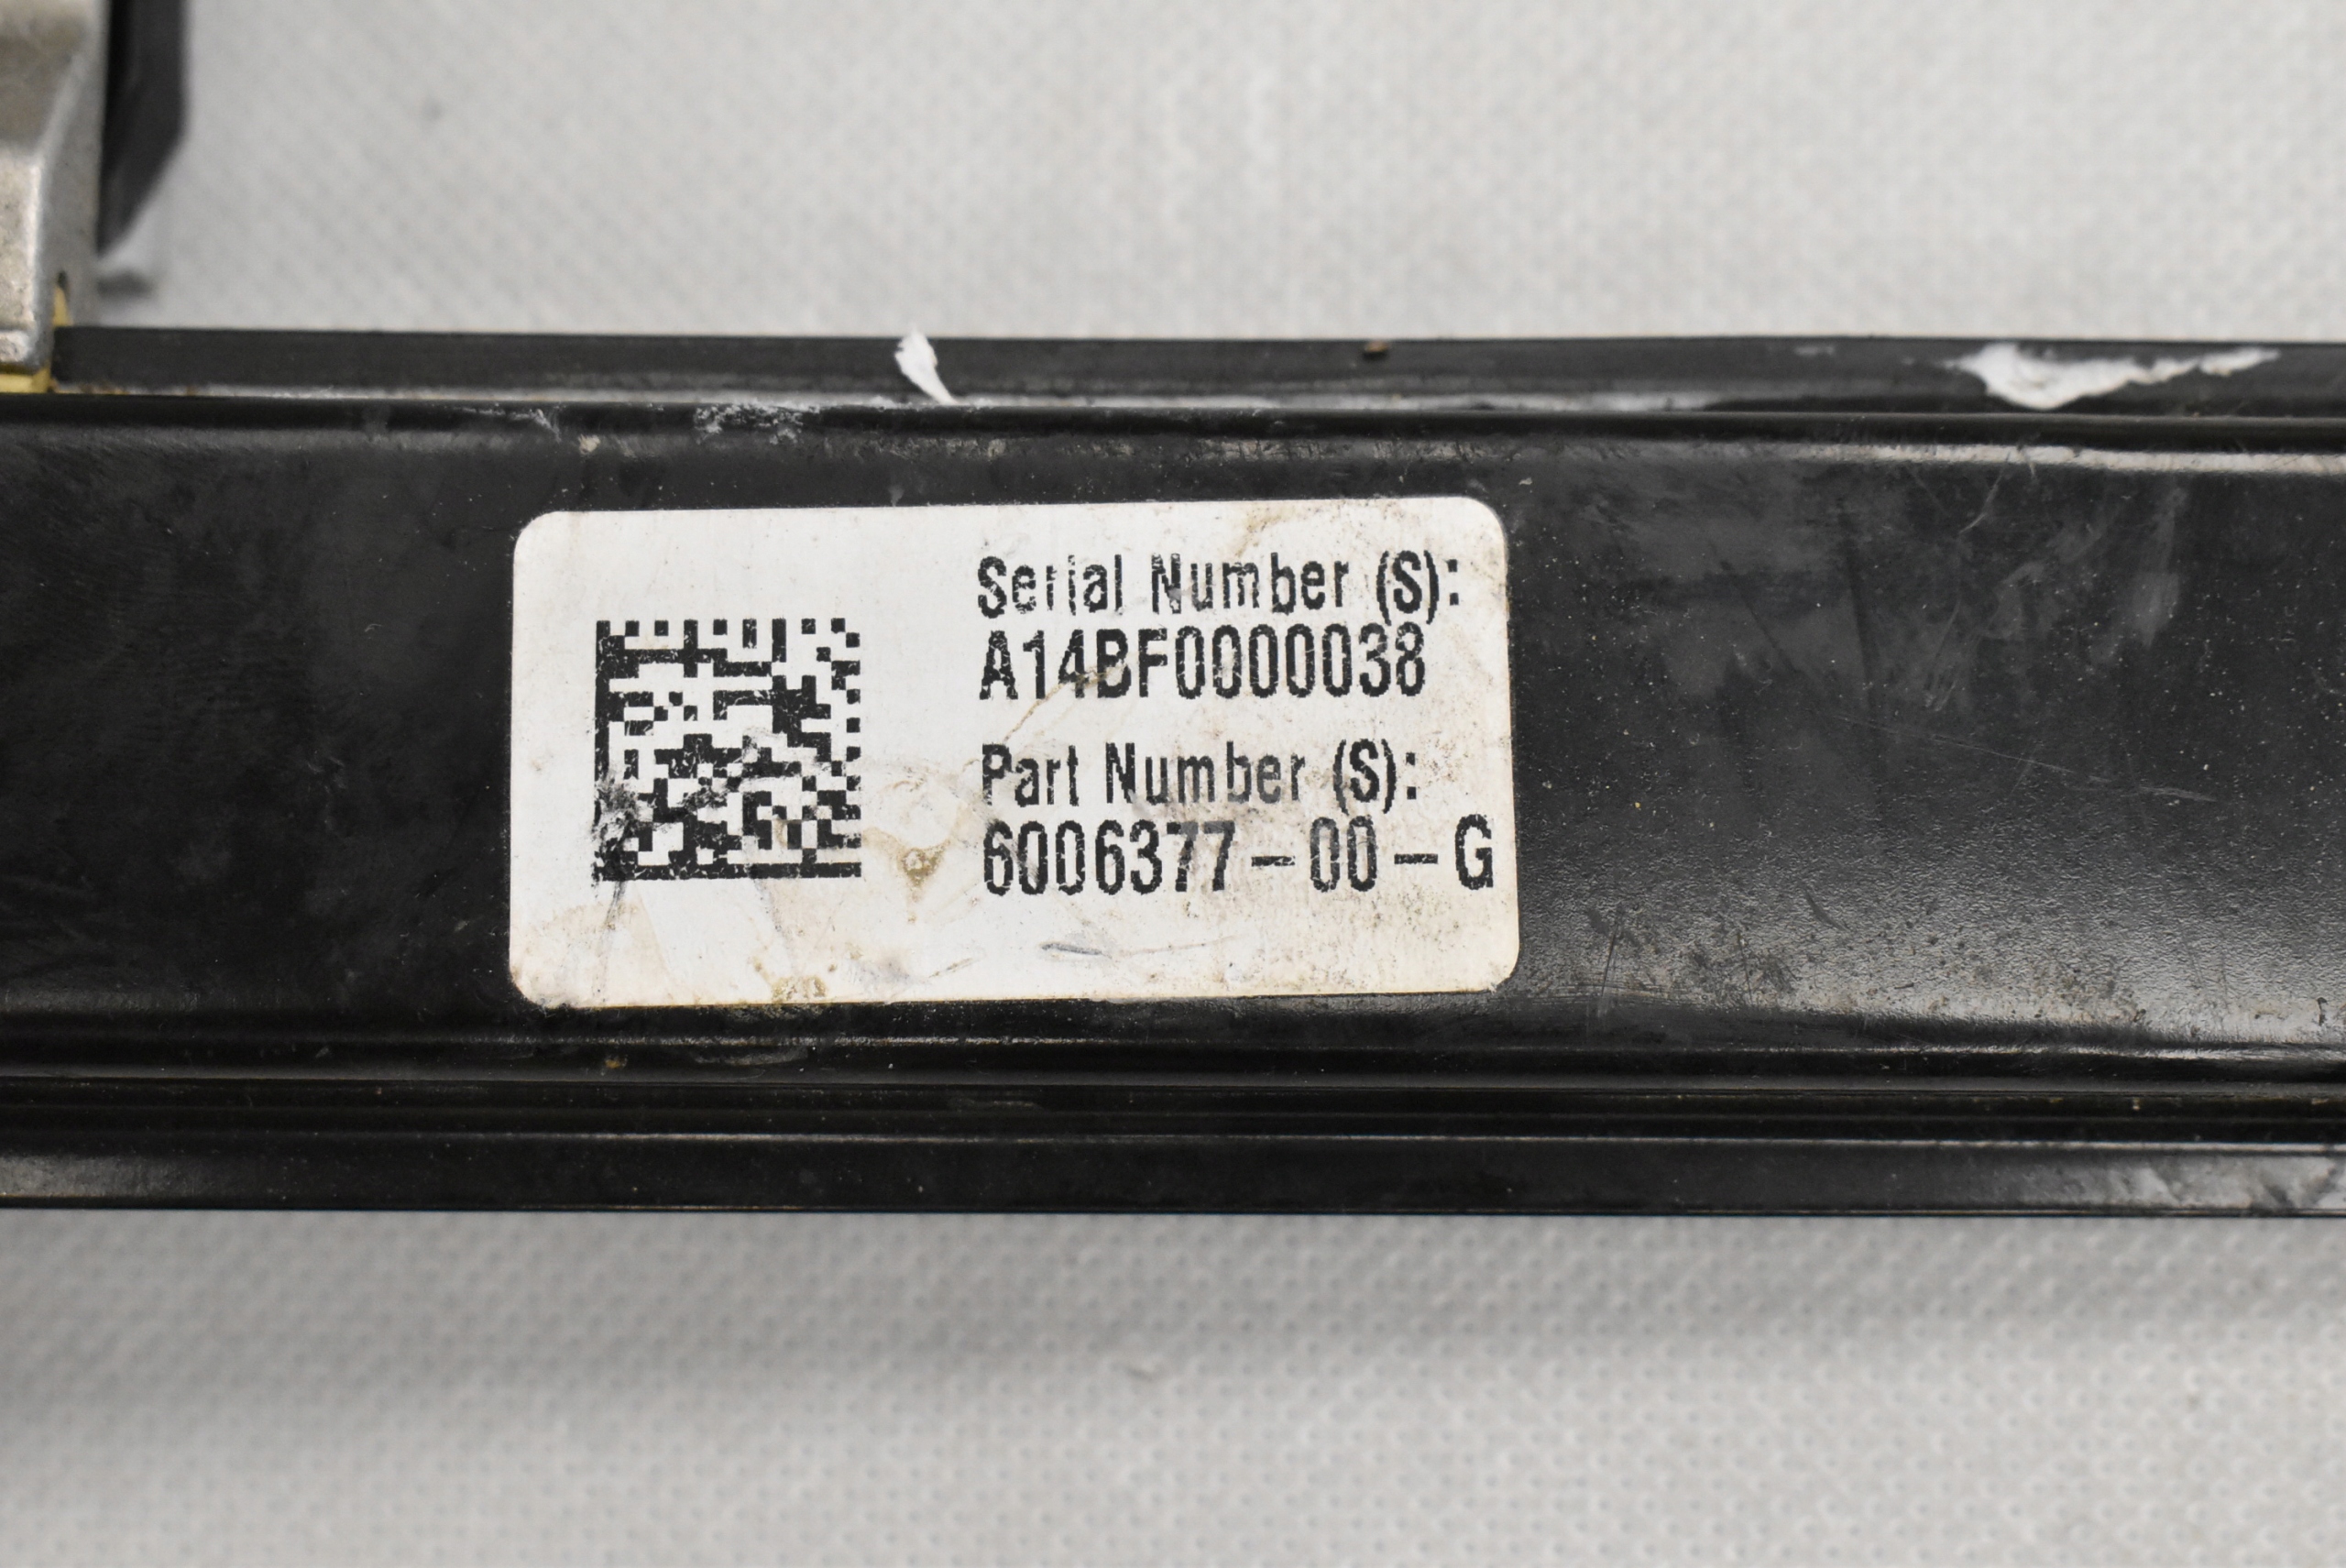 Serial Number (S):
A14BF0000038
Part Number (S):
6006377-00-G